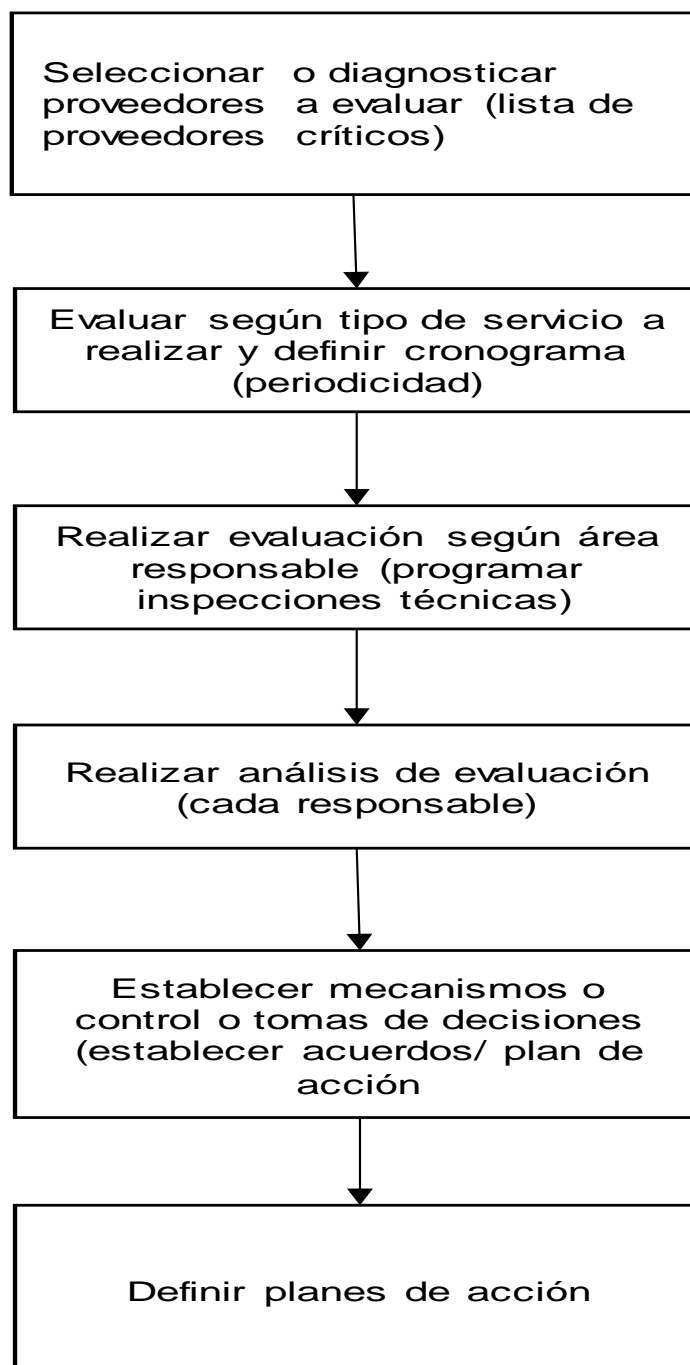 Seleccionar o diagnosticar
proveedores a evaluar (lista de
proveedores críticos)
Evaluar según tipo de servicio a
realizar y definir cronograma
(periodicidad)
Realizar evaluación según área
responsable (programar
inspecciones técnicas)
Realizar análisis de evaluación
(cada responsable)
Establecer mecanismos o
control o tomas de decisiones
(establecer acuerdos/ plan de
acción
Definir planes de acción